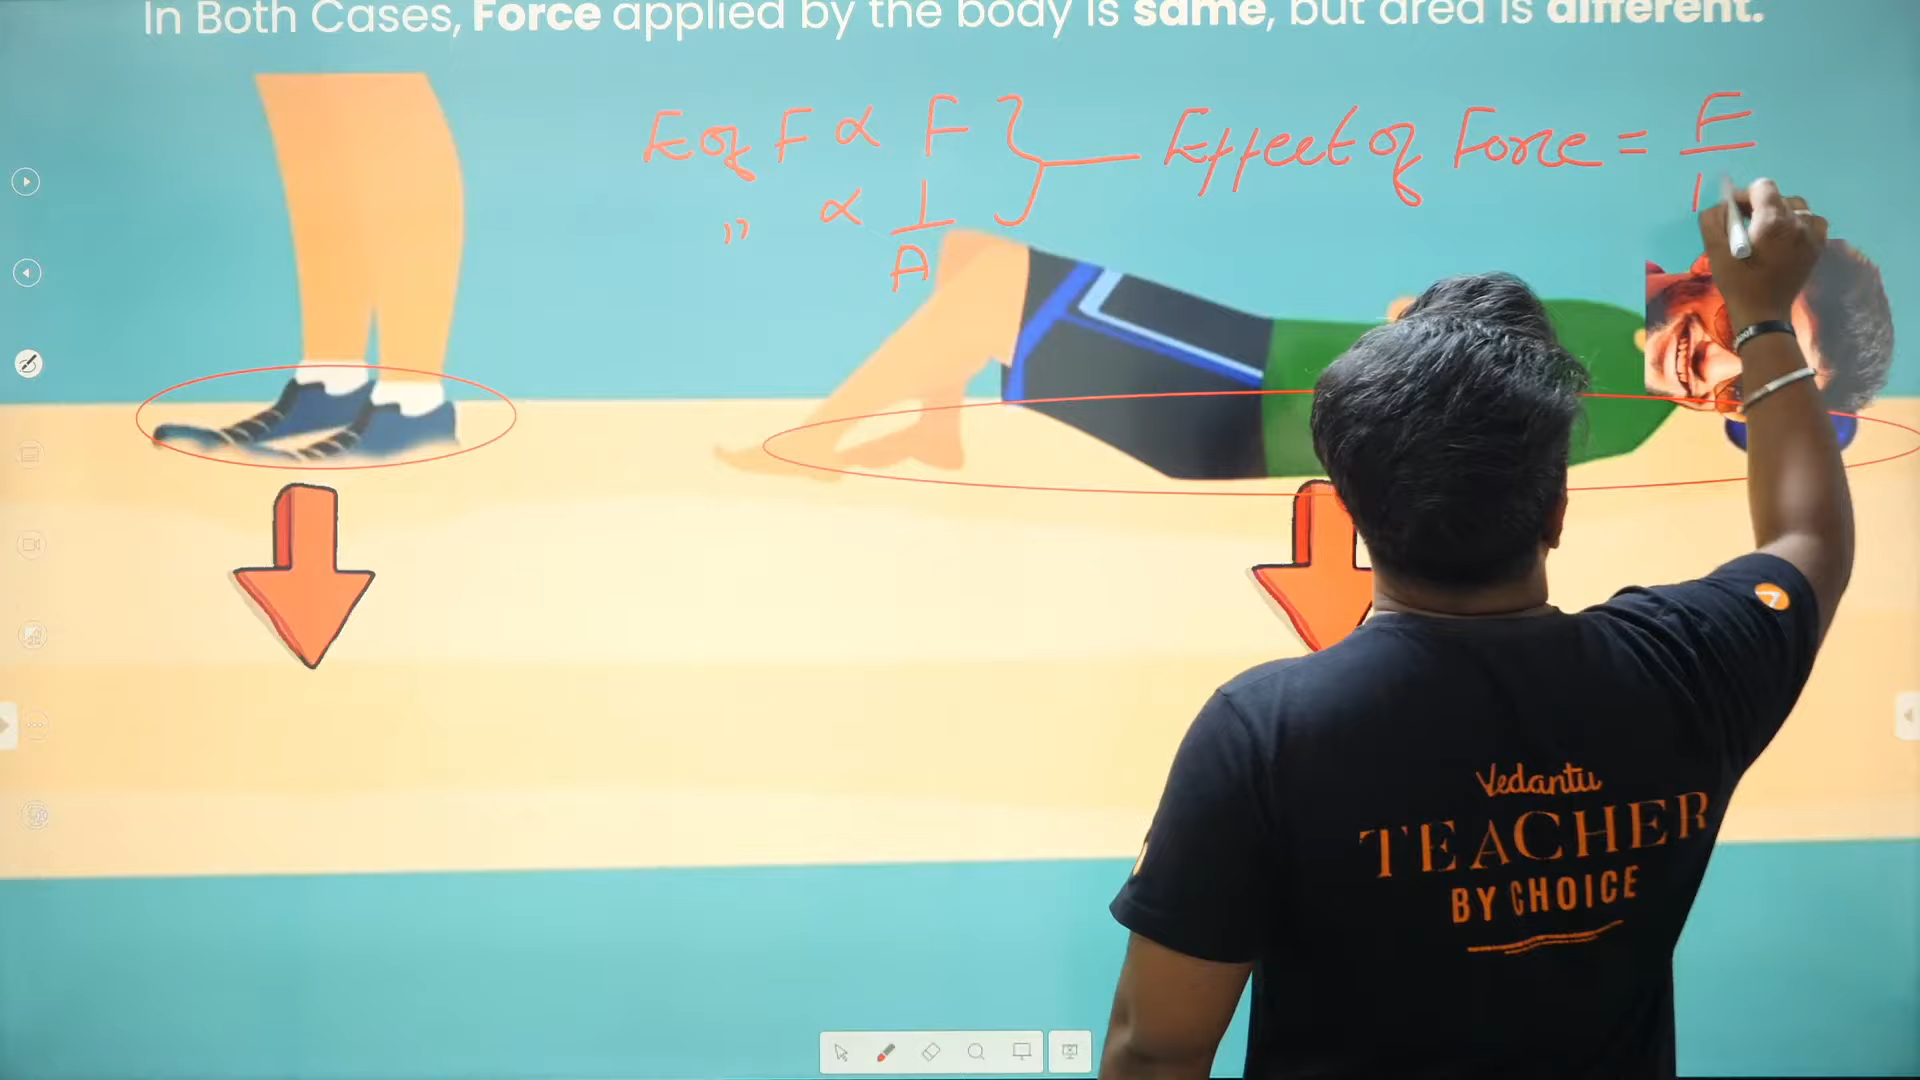 In Both Cases, Force applied by the body is same, but area is different.
E of F ∝ F
" ∝ 1/A
Effect of Force = F
Vedantu
TEACHER
BY CHOICE